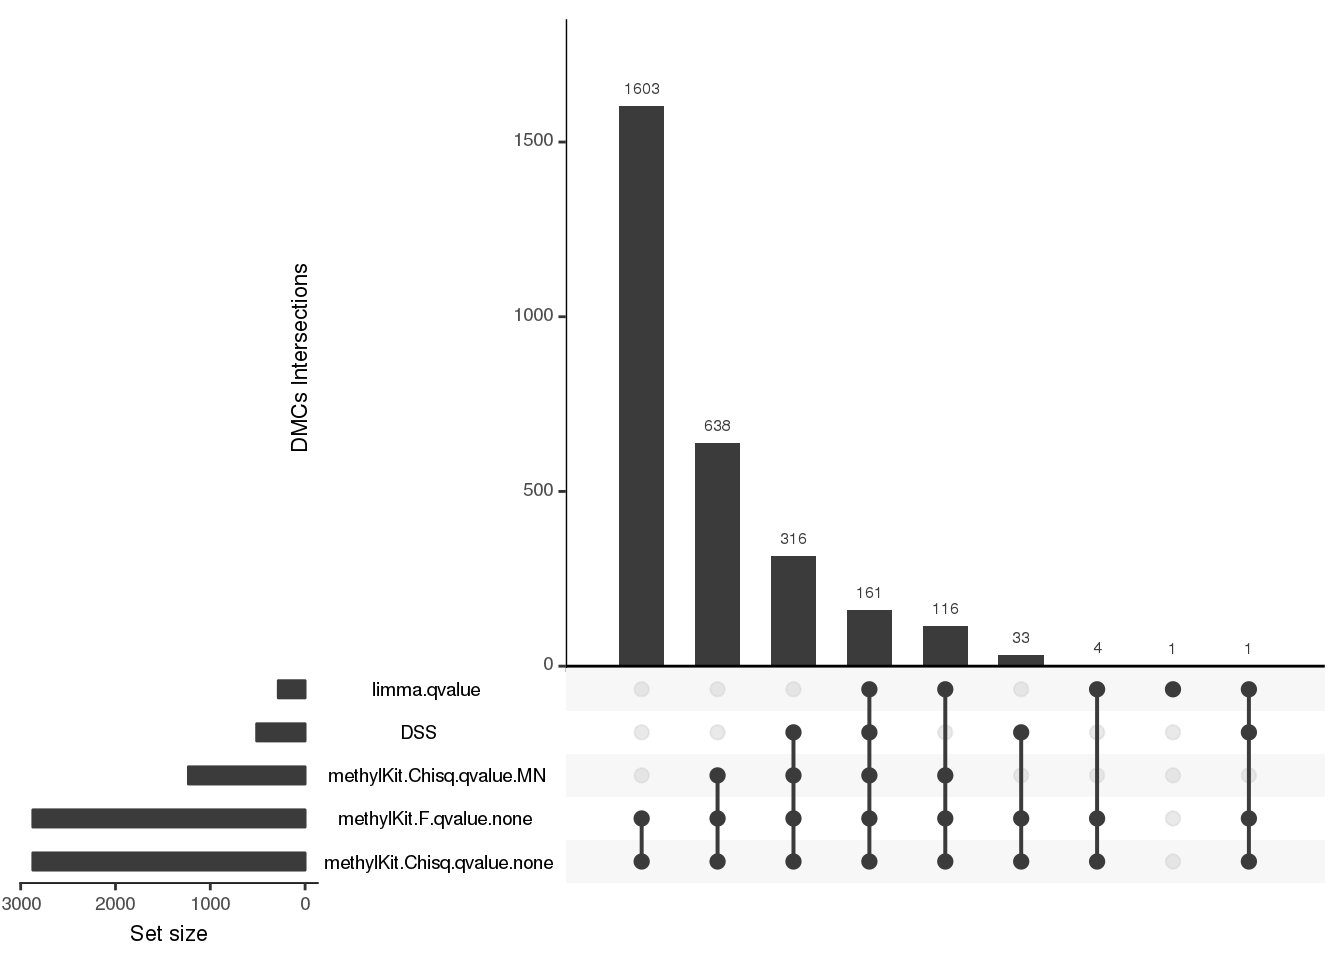 1603
1500
1000
DMCs Intersections
638
500
316
161
116
33
4
1
1
0
limma.qvalue
DSS
methylKit.Chisq.qvalue.MN
methylKit.F.qvalue.none
methylKit.Chisq.qvalue.none
3000 2000 1000 0
Set size